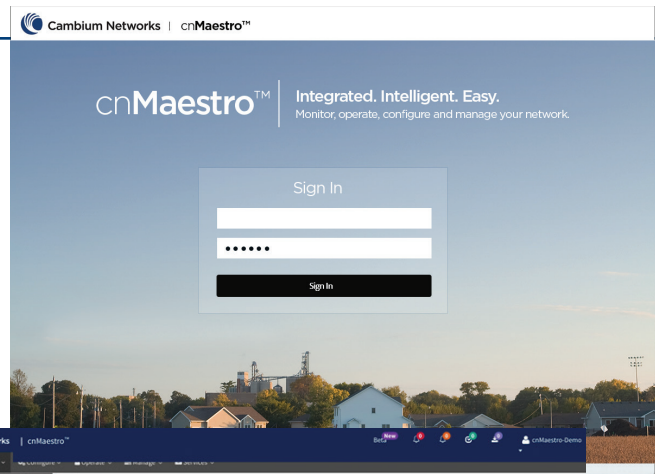 Cambium Networks | cnMaestro™
cnMaestro™
Integrated. Intelligent. Easy.
Monitor, operate, configure and manage your network.
Sign In
••••••
Sign In
rks | cnMaestro™
Beta New
cnMaestro-Demo
Configure
Operate
Manage
Services